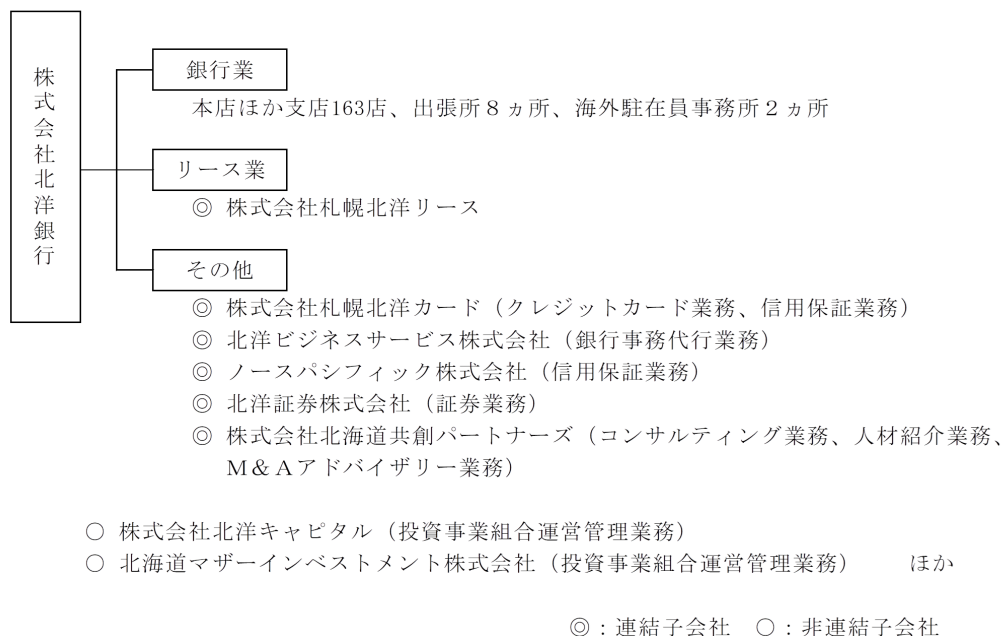 株式会社北洋銀行
銀行業
本店ほか支店163店、出張所８ヵ所、海外駐在員事務所２ヵ所
リース業
◎ 株式会社札幌北洋リース
その他
◎ 株式会社札幌北洋カード（クレジットカード業務、信用保証業務）
◎ 北洋ビジネスサービス株式会社（銀行事務代行業務）
◎ ノースパシフィック株式会社（信用保証業務）
◎ 北洋証券株式会社（証券業務）
◎ 株式会社北海道共創パートナーズ（コンサルティング業務、人材紹介業務、
Ｍ＆Ａアドバイザリー業務）
○ 株式会社北洋キャピタル（投資事業組合運営管理業務）
○ 北海道マザーインベストメント株式会社（投資事業組合運営管理業務）　　ほか
◎：連結子会社　○：非連結子会社